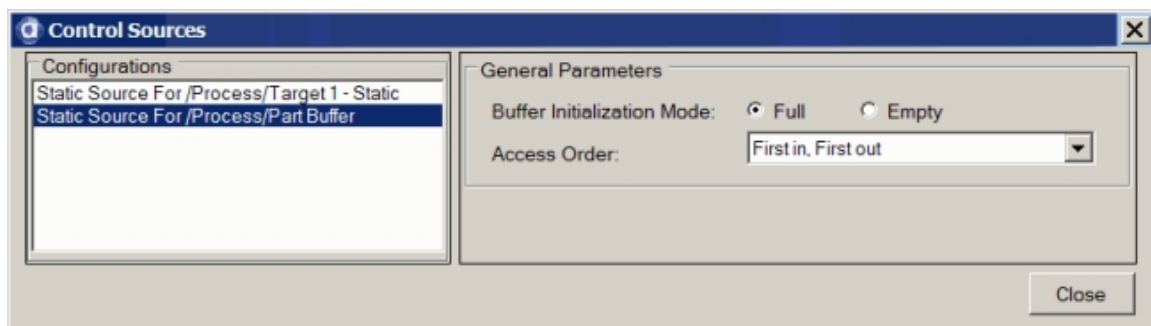 Control Sources
Configurations
Static Source For /Process/Target 1 - Static
Static Source For /Process/Part Buffer
General Parameters
Buffer Initialization Mode: Full Empty
Access Order: First in, First out
Close